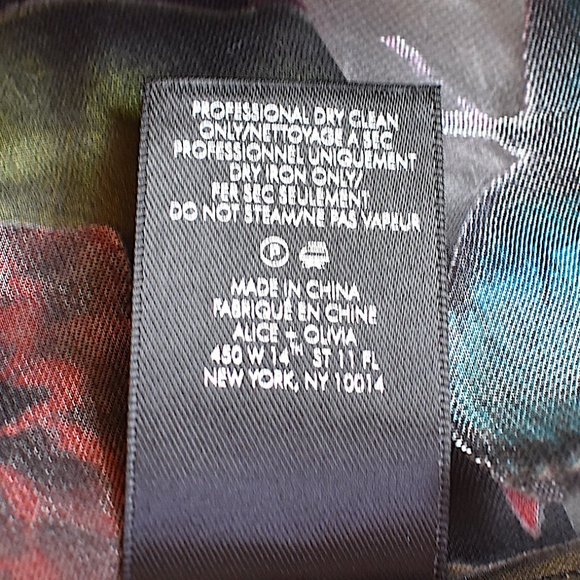 PROFESSIONAL DRY CLEAN
ONLY/NETTOYAGE A SEC
PROFESSIONNEL UNIQUEMENT
DRY IRON ONLY/
FER SEC SEULEMENT
DO NOT STEAM/NE PAS VAPEUR
P
MADE IN CHINA
FABRIQUÉ EN CHINE
ALICE + OLIVIA
450 W 14TH ST 11 FL
NEW YORK, NY 10014